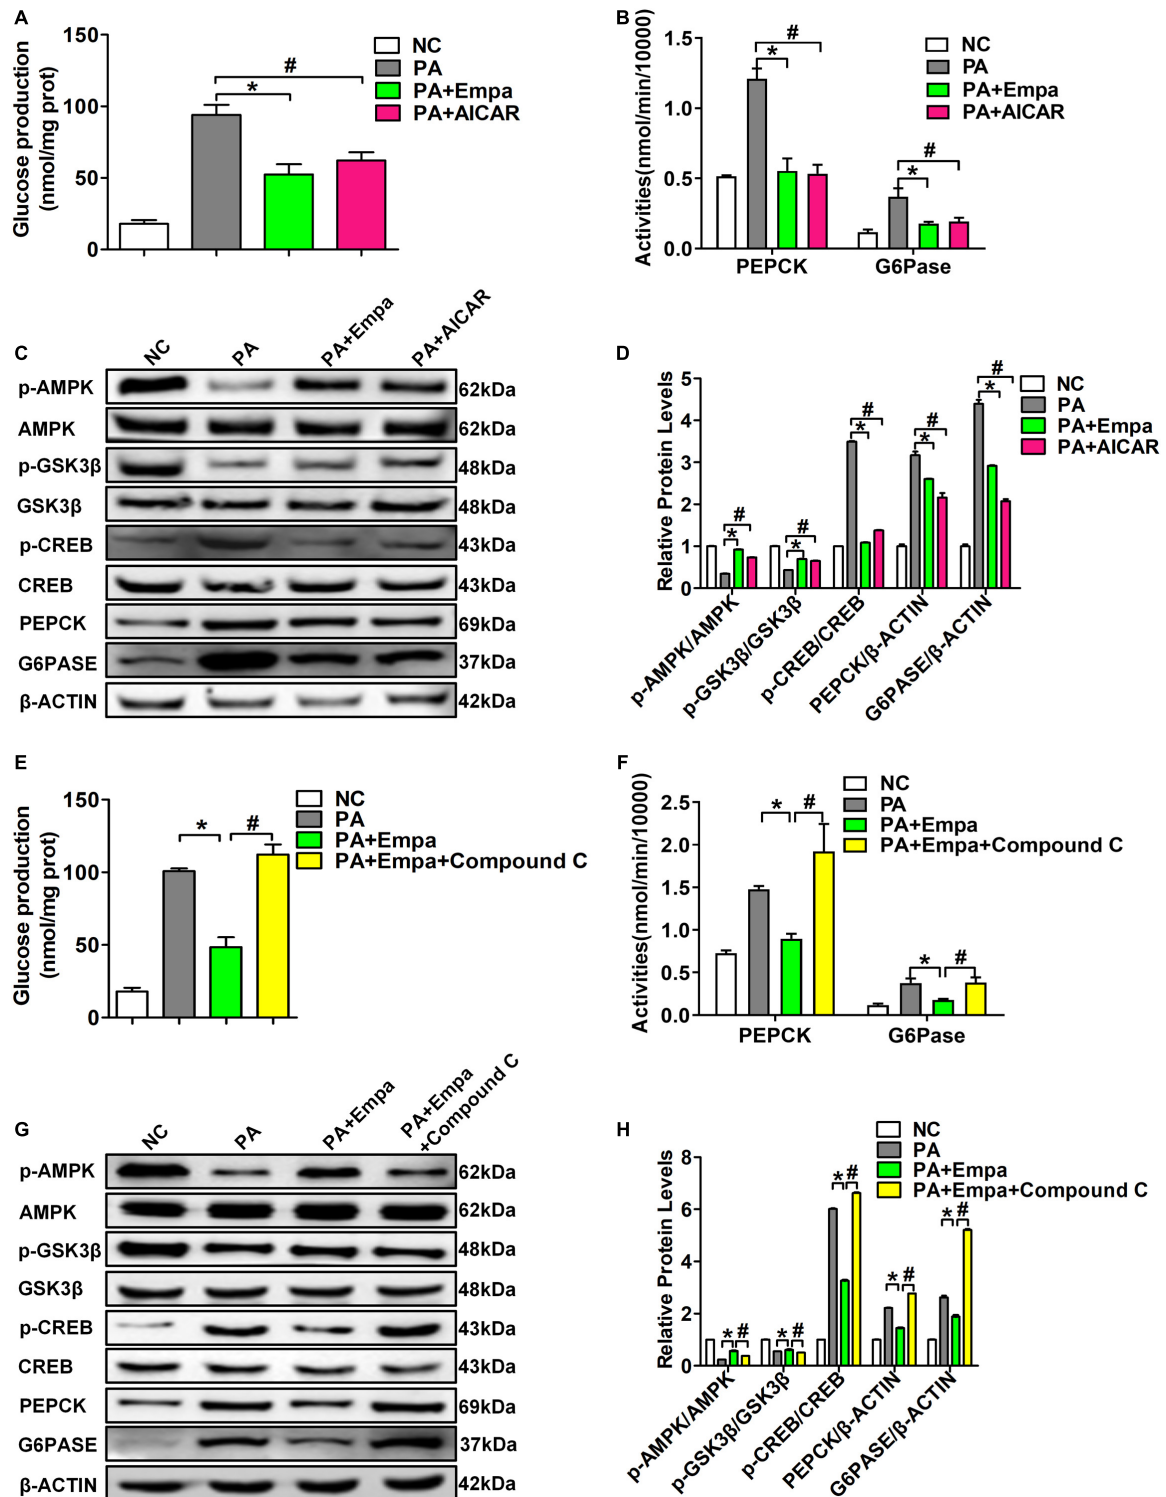 A
Glucose production
(nmol/mg prot)
150
100
50
0
*
#
NC
PA
PA+Empa
PA+AICAR
B
Activities(nmol/min/10000)
1.5
1.0
0.5
0.0
*
#
*
#
PEPCK
G6Pase
NC
PA
PA+Empa
PA+AICAR
C
NC
PA
PA+Empa
PA+AICAR
p-AMPK 62kDa
AMPK 62kDa
p-GSK3β 48kDa
GSK3β 48kDa
p-CREB 43kDa
CREB 43kDa
PEPCK 69kDa
G6PASE 37kDa
β-ACTIN 42kDa
D
Relative Protein Levels
5
4
3
2
1
0
*
#
*
#
*
#
*
#
*
#
p-AMPK/AMPK
p-GSK3β/GSK3β
p-CREB/CREB
PEPCK/β-ACTIN
G6PASE/β-ACTIN
NC
PA
PA+Empa
PA+AICAR
E
Glucose production
(nmol/mg prot)
150
100
50
0
*
#
NC
PA
PA+Empa
PA+Empa+Compound C
F
Activities(nmol/min/10000)
2.5
2.0
1.5
1.0
0.5
0.0
*
#
*
#
PEPCK
G6Pase
NC
PA
PA+Empa
PA+Empa+Compound C
G
NC
PA
PA+Empa
PA+Empa
+Compound C
p-AMPK 62kDa
AMPK 62kDa
p-GSK3β 48kDa
GSK3β 48kDa
p-CREB 43kDa
CREB 43kDa
PEPCK 69kDa
G6PASE 37kDa
β-ACTIN 42kDa
H
Relative Protein Levels
8
6
4
2
0
*
#
*
#
*
#
*
#
*
#
p-AMPK/AMPK
p-GSK3β/GSK3β
p-CREB/CREB
PEPCK/β-ACTIN
G6PASE/β-ACTIN
NC
PA
PA+Empa
PA+Empa+Compound C